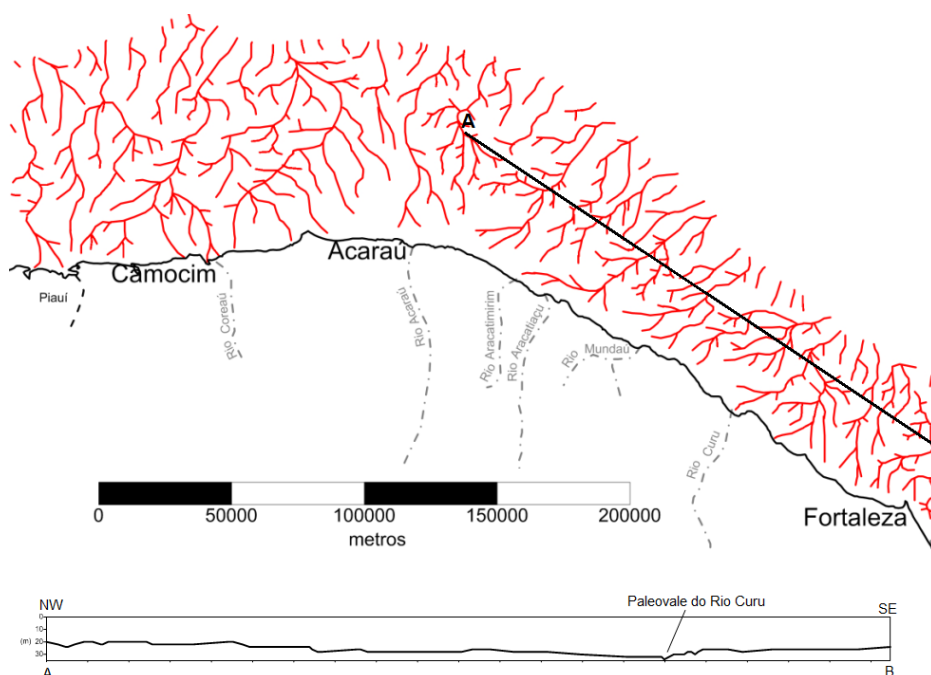 A
Acaraú
Camocim
Piauí
Rio Coreaú
Rio Acaraú
Rio Aracatimirim
Rio Aracatiaçu
Rio Mundaú
Rio Curu
Fortaleza
0 50000 100000 150000 200000
metros
Paleovale do Rio Curu
NW SE
0
(m) 20
30
A B